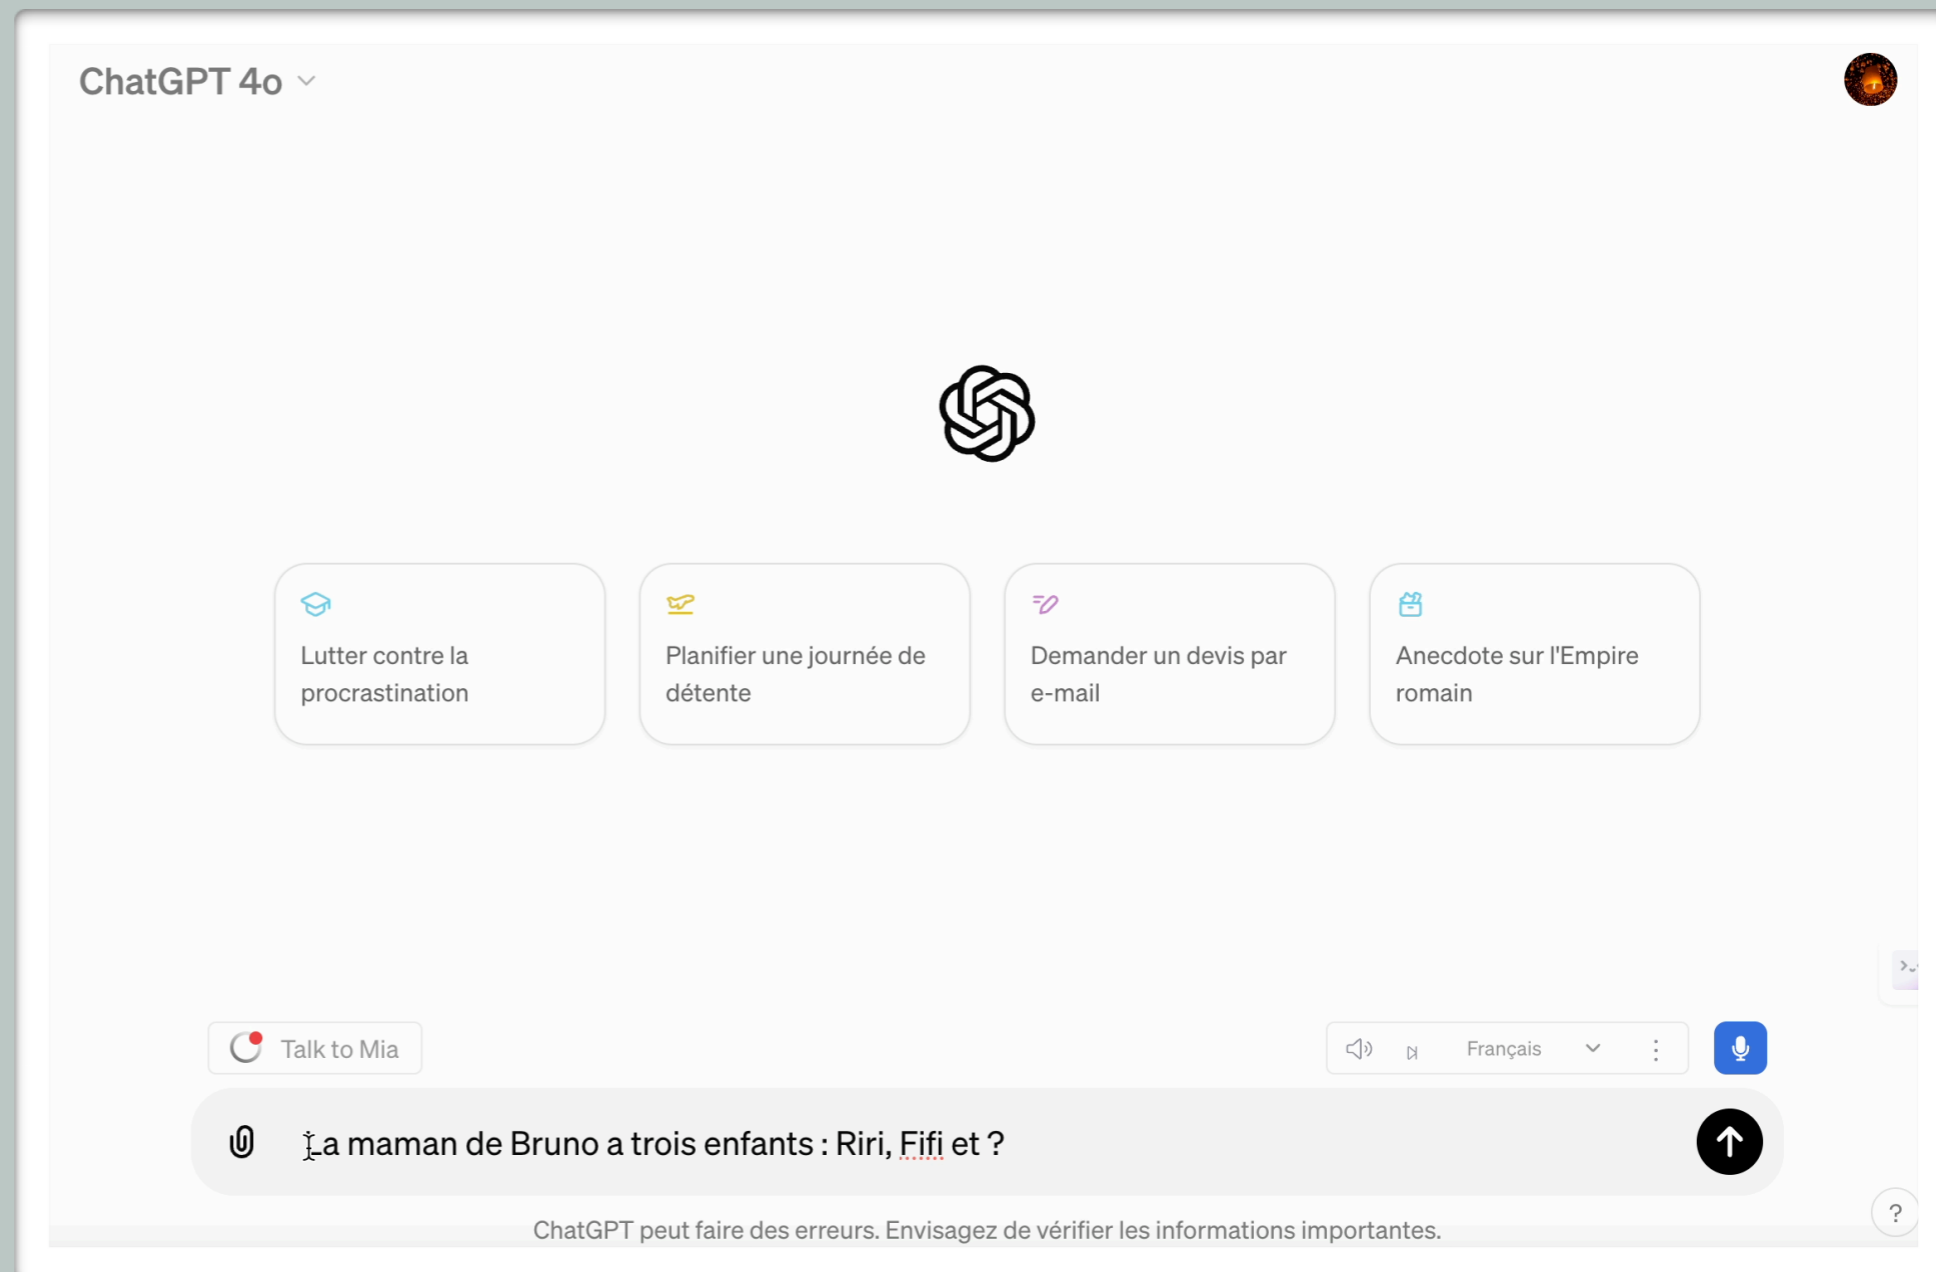 ChatGPT 4o
Lutter contre la
procrastination
Planifier une journée de
détente
Demander un devis par
e-mail
Anecdote sur l'Empire
romain
Talk to Mia
Français
La maman de Bruno a trois enfants : Riri, Fifi et ?
ChatGPT peut faire des erreurs. Envisagez de vérifier les informations importantes.
?